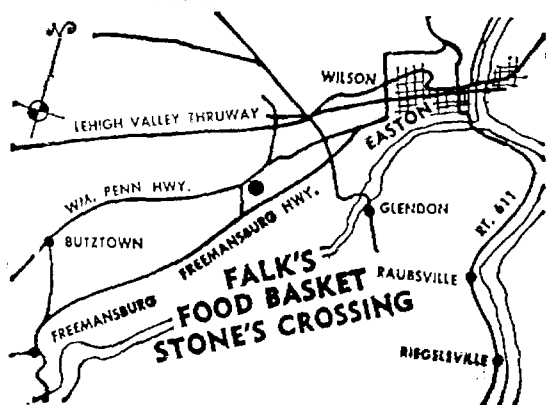 N
WILSON
LEHIGH VALLEY THRUWAY
EASTON
WM. PENN HWY.
GLENDON
RT. 611
BUTZTOWN
FREEMANSBURG HWY.
FALK'S
FOOD BASKET
STONE'S CROSSING
RAUBSVILLE
FREEMANSBURG
RIEGELSVILLE